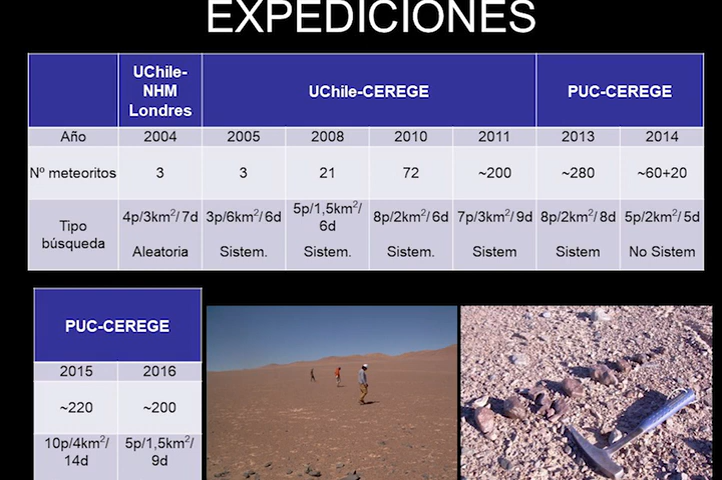 EXPEDICIONES
UChile-
NHM
Londres
UChile-CEREGE
PUC-CEREGE
Año 2004 2005 2008 2010 2011 2013 2014
Nº meteoritos 3 3 21 72 ~200 ~280 ~60+20
Tipo
búsqueda
4p/3km²/7d
Aleatoria
3p/6km²/6d
Sistem.
5p/1,5km²/
6d
Sistem.
8p/2km²/6d
Sistem.
7p/3km²/9d
Sistem
8p/2km²/8d
Sistem
5p/2km²/5d
No Sistem
PUC-CEREGE
2015 2016
~220 ~200
10p/4km²/
14d
5p/1,5km²/
9d